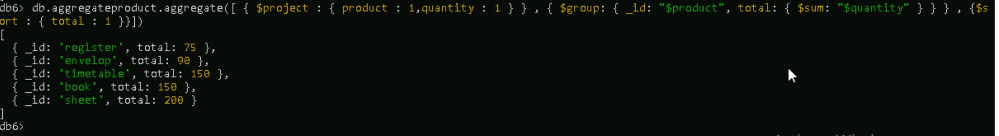 db6> db.aggregateproduct.aggregate([ { $project : { product : 1,quantity : 1 } } , { $group: { _id: "$product", total: { $sum: "$quantity" } } } , {$s
ort : { total : 1 }}])
[
  { _id: 'register', total: 75 },
  { _id: 'envelop', total: 90 },
  { _id: 'timetable', total: 150 },
  { _id: 'book', total: 150 },
  { _id: 'sheet', total: 200 }
]
db6>